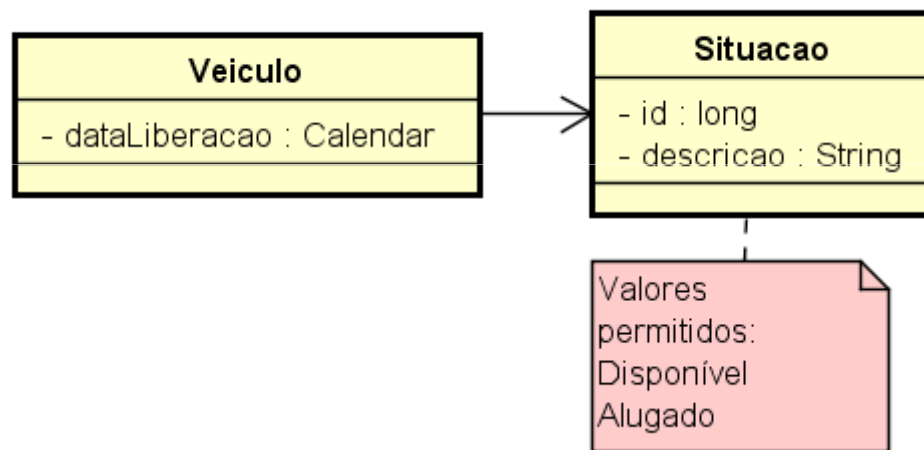 Veiculo
- dataLiberacao : Calendar
Situacao
- id : long
- descricao : String
Valores
permitidos:
Disponível
Alugado